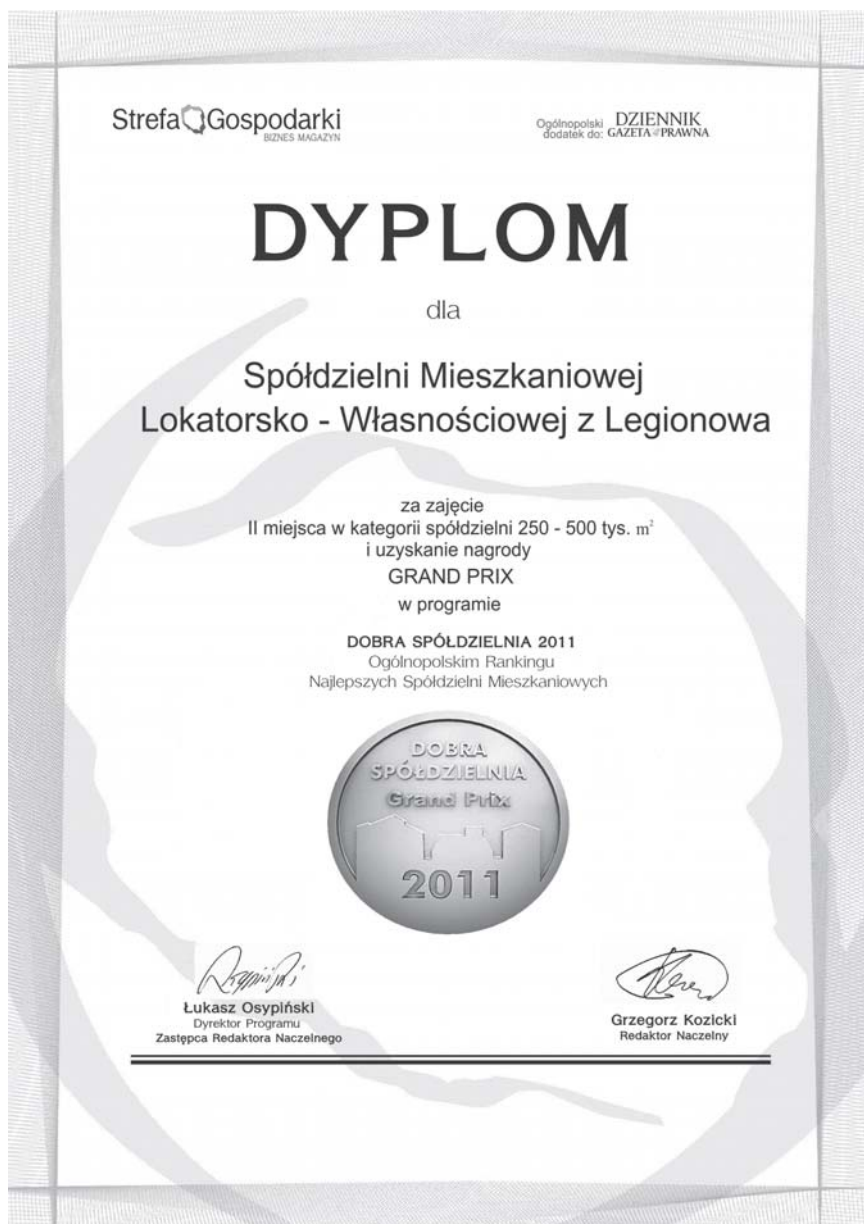 Strefa Gospodarki
BIZNES MAGAZYN
Ogólnopolski dodatek do: DZIENNIK GAZETA PRAWNA
DYPLOM
dla
Spółdzielni Mieszkaniowej
Lokatorsko - Własnościowej z Legionowa
za zajęcie
II miejsca w kategorii spółdzielni 250 - 500 tys. m²
i uzyskanie nagrody
GRAND PRIX
w programie
DOBRA SPÓŁDZIELNIA 2011
Ogólnopolskim Rankingu
Najlepszych Spółdzielni Mieszkaniowych
DOBRA
SPÓŁDZIELNIA
Grand Prix
2011
Łukasz Osypiński
Dyrektor Programu
Zastępca Redaktora Naczelnego
Grzegorz Kozicki
Redaktor Naczelny